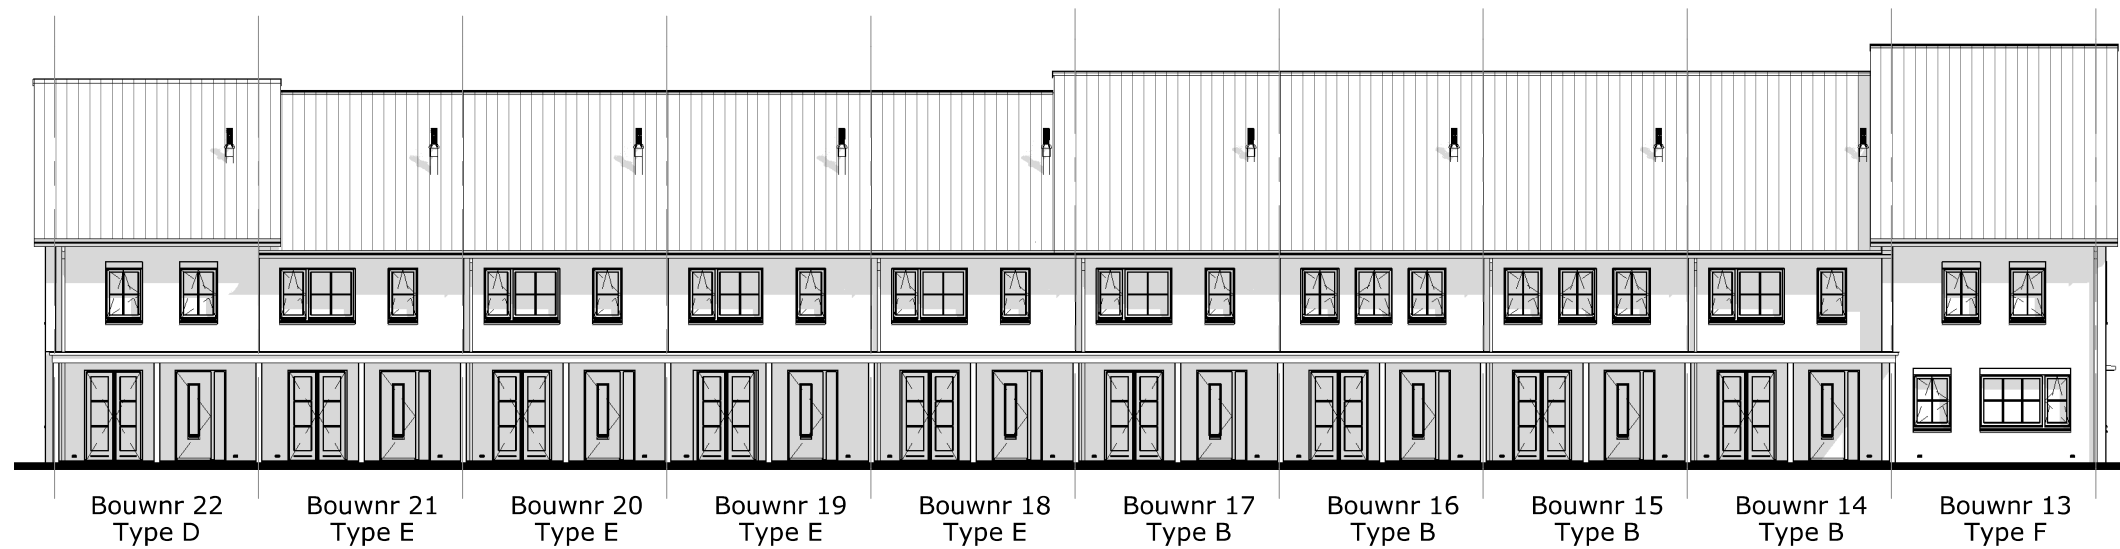 Bouwnr 22
Type D
Bouwnr 21
Type E
Bouwnr 20
Type E
Bouwnr 19
Type E
Bouwnr 18
Type E
Bouwnr 17
Type B
Bouwnr 16
Type B
Bouwnr 15
Type B
Bouwnr 14
Type B
Bouwnr 13
Type F